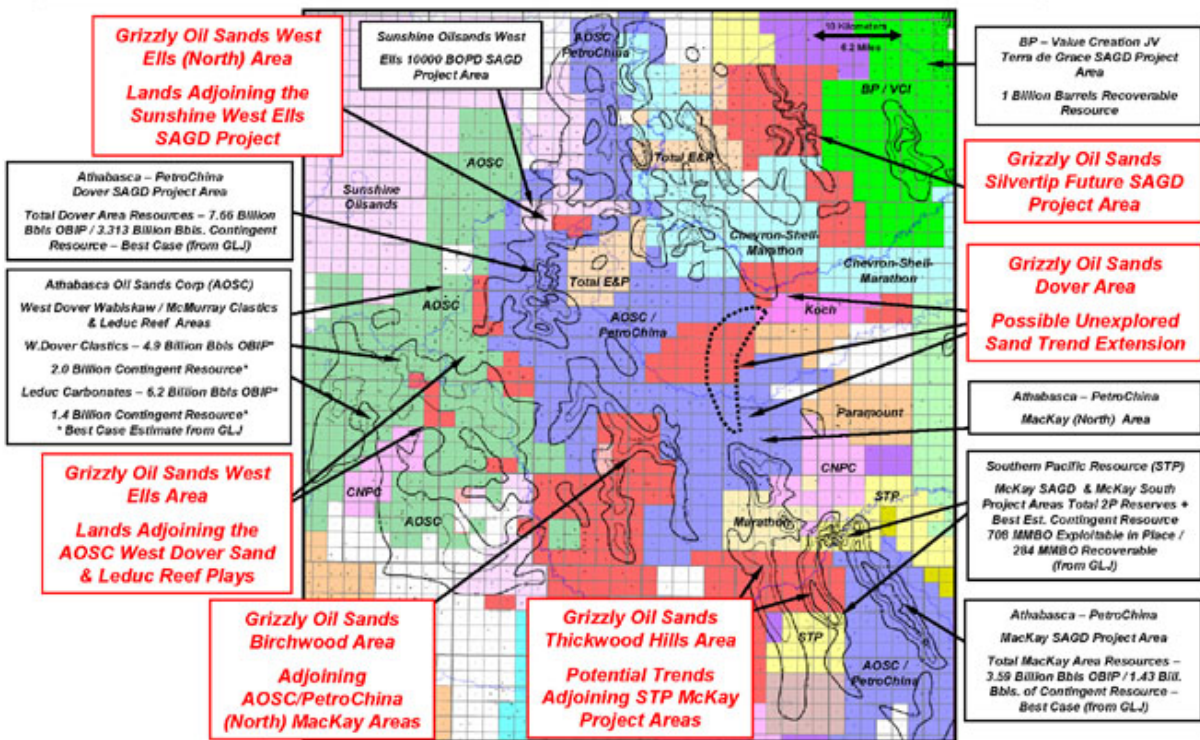 Grizzly Oil Sands West
Ells (North) Area
Lands Adjoining the
Sunshine West Ells
SAGD Project
Sunshine Oilsands West
Ells 10000 BOPD SAGD
Project Area
AOSC /
PetroChina
10 Kilometers
6.2 Miles
BP – Value Creation JV
Terra de Grace SAGD Project
Area
1 Billion Barrels Recoverable
Resource
BP / VCI
AOSC
Total E&P
Grizzly Oil Sands
Silvertip Future SAGD
Project Area
Athabasca – PetroChina
Dover SAGD Project Area
Total Dover Area Resources – 7.66 Billion
Bbls OBIP / 3.313 Billion Bbls. Contingent
Resource – Best Case (from GLJ)
Sunshine
Oilsands
Chevron-Shell-
Marathon
Chevron-Shell-
Marathon
Grizzly Oil Sands
Dover Area
Possible Unexplored
Sand Trend Extension
Athabasca Oil Sands Corp (AOSC)
West Dover Wabiskaw / McMurray Clastics
& Leduc Reef Areas
W.Dover Clastics – 4.9 Billion Bbls OBIP*
2.0 Billion Contingent Resource*
Leduc Carbonates – 6.2 Billion Bbls OBIP*
1.4 Billion Contingent Resource*
* Best Case Estimate from GLJ
AOSC
Total E&P
AOSC /
PetroChina
Koch
Athabasca – PetroChina
MacKay (North) Area
Paramount
Grizzly Oil Sands West
Ells Area
Lands Adjoining the
AOSC West Dover Sand
& Leduc Reef Plays
CNPC
AOSC
CNPC
STP
Marathon
Southern Pacific Resource (STP)
McKay SAGD & McKay South
Project Areas Total 2P Reserves +
Best Est. Contingent Resource
708 MMBO Exploitable in Place /
284 MMBO Recoverable
(from GLJ)
Grizzly Oil Sands
Birchwood Area
Adjoining
AOSC/PetroChina
(North) MacKay Areas
Grizzly Oil Sands
Thickwood Hills Area
Potential Trends
Adjoining STP McKay
Project Areas
STP
AOSC /
PetroChina
Athabasca – PetroChina
MacKay SAGD Project Area
Total MacKay Area Resources –
3.59 Billion Bbls OBIP / 1.43 Bill.
Bbls. of Contingent Resource –
Best Case (from GLJ)